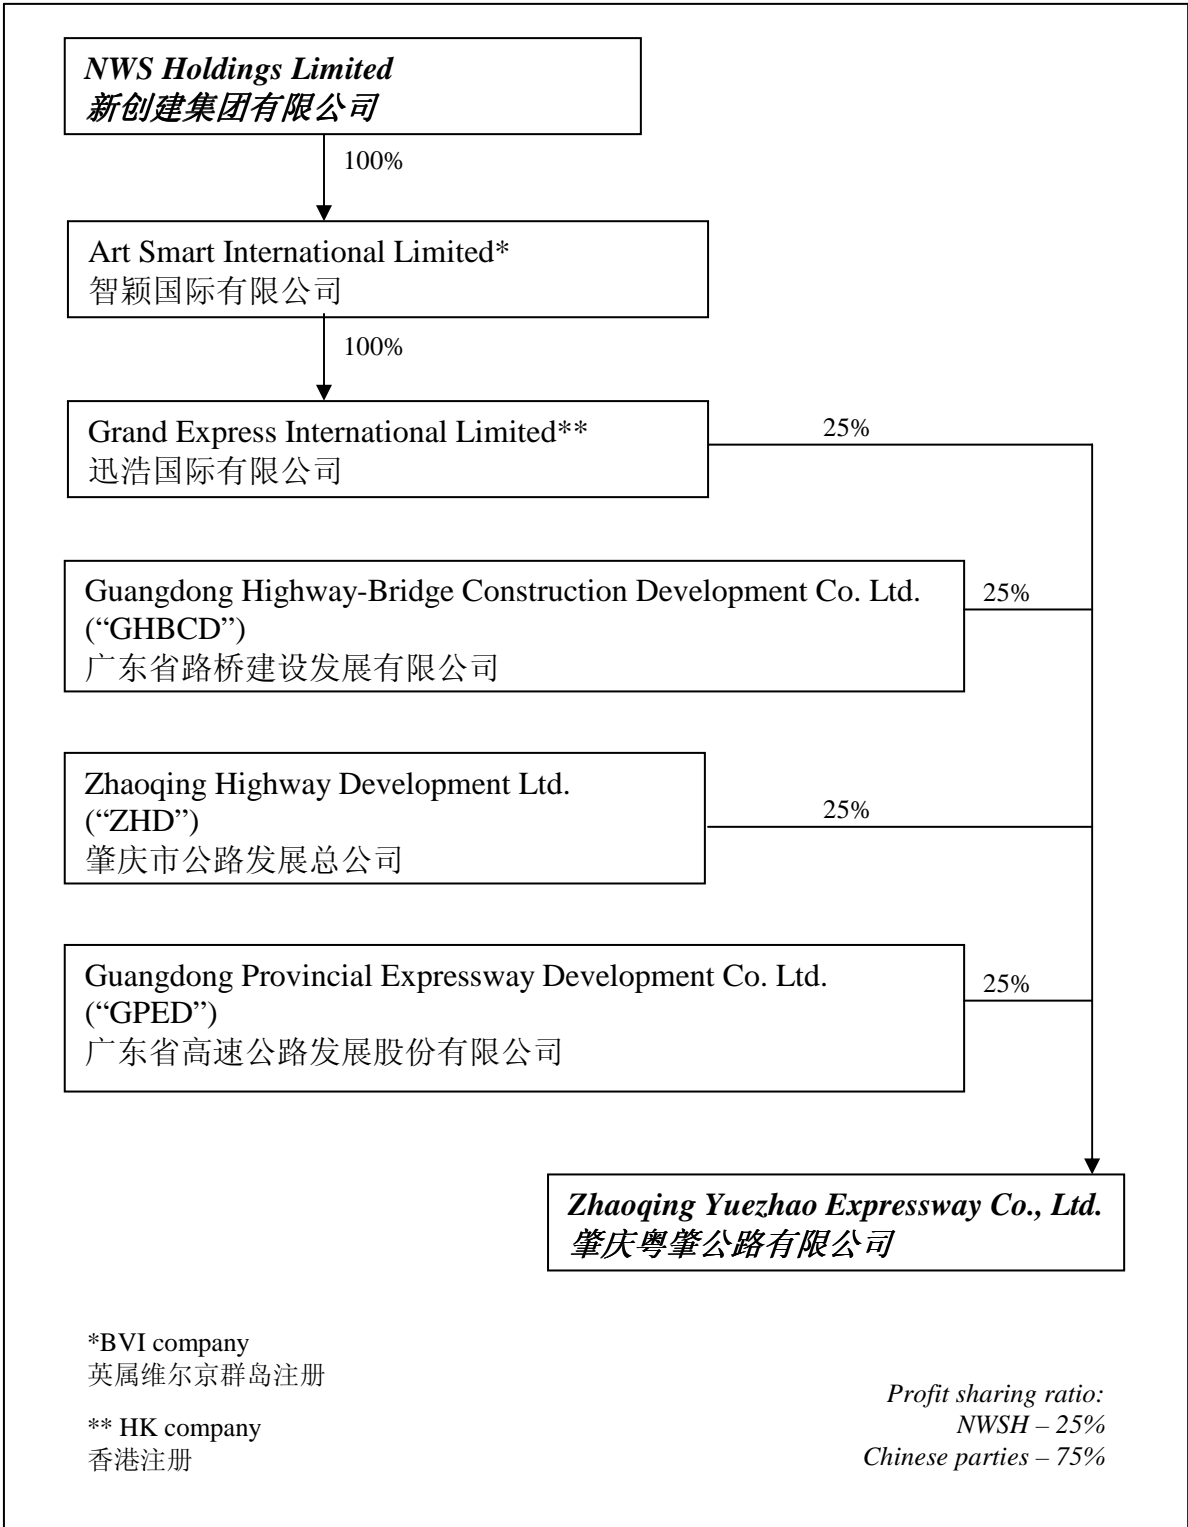 NWS Holdings Limited
新创建集团有限公司
100%
Art Smart International Limited*
智颖国际有限公司
100%
Grand Express International Limited**
迅浩国际有限公司
25%
Guangdong Highway-Bridge Construction Development Co. Ltd.
(“GHBCD”)
广东省路桥建设发展有限公司
25%
Zhaoqing Highway Development Ltd.
(“ZHD”)
肇庆市公路发展总公司
25%
Guangdong Provincial Expressway Development Co. Ltd.
(“GPED”)
广东省高速公路发展股份有限公司
25%
Zhaoqing Yuezhao Expressway Co., Ltd.
肇庆粤肇公路有限公司
*BVI company
英属维尔京群岛注册
** HK company
香港注册
Profit sharing ratio:
NWSH – 25%
Chinese parties – 75%